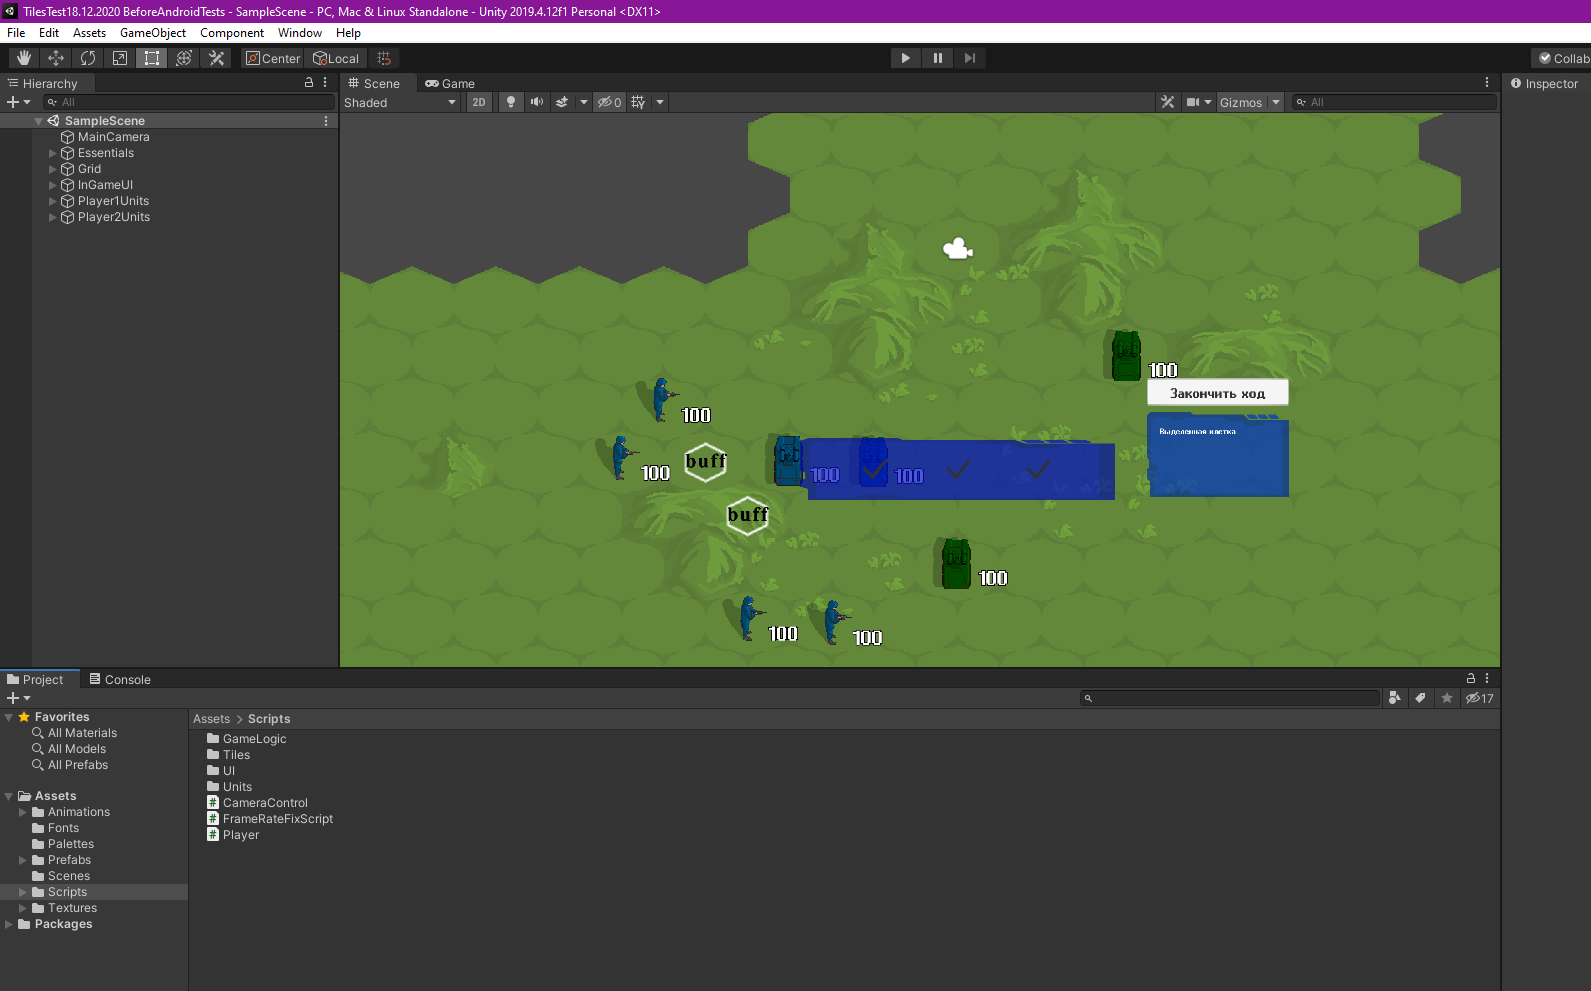 TilesTest18.12.2020 BeforeAndroidTests - SampleScene - PC, Mac & Linux Standalone - Unity 2019.4.12f1 Personal <DX11>
File Edit Assets GameObject Component Window Help
Center Local Collab
Hierarchy
All
SampleScene
MainCamera
Essentials
Grid
InGameUI
Player1Units
Player2Units
Scene Game
Shaded 2D 0 Gizmos All
Inspector
100
Закончить ход
100
Выделенная клетка
100
buff
100
100
buff
100
100
100
Project Console
17
Favorites
All Materials
All Models
All Prefabs
Assets
Animations
Fonts
Palettes
Prefabs
Scenes
Scripts
Textures
Packages
Assets > Scripts
GameLogic
Tiles
UI
Units
CameraControl
FrameRateFixScript
Player